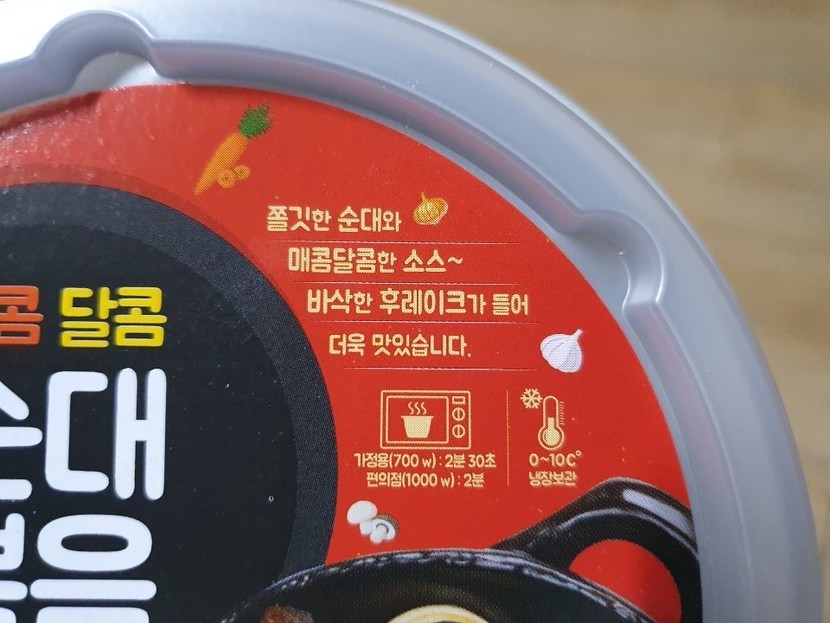 쫄깃한 순대와
매콤달콤한 소스~
바삭한 후레이크가 들어
더욱 맛있습니다.
콤 달콤
순대
가정용(700 w) : 2분 30초
편의점(1000 w) : 2분
0~10C°
냉장보관